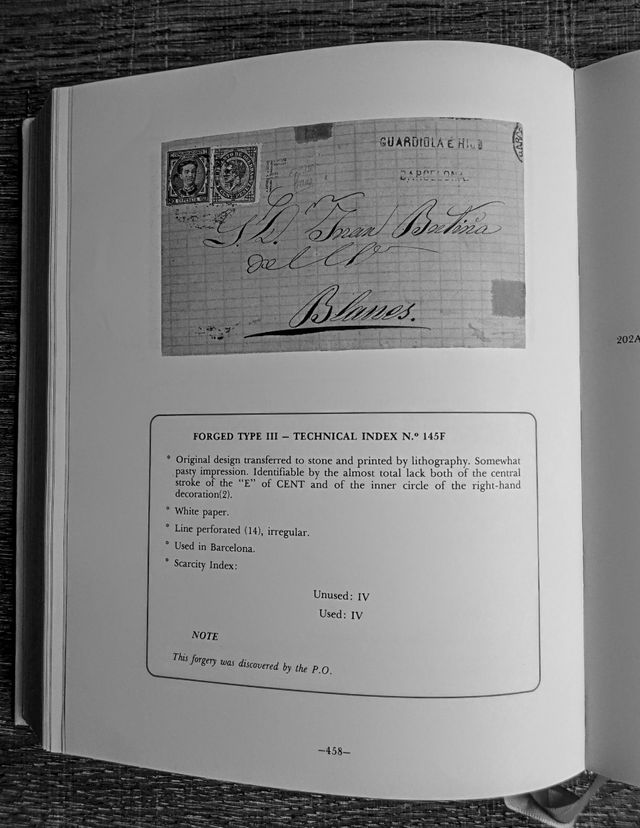 GUARDIOLA É HIJO
BARCELONA
S. D. Juan
Blanes.
202A
FORGED TYPE III – TECHNICAL INDEX N.º 145F
* Original design transferred to stone and printed by lithography. Somewhat
pasty impression. Identifiable by the almost total lack both of the central
stroke of the “E” of CENT and of the inner circle of the right-hand
decoration(2).
* White paper.
* Line perforated (14), irregular.
* Used in Barcelona.
* Scarcity Index:
Unused: IV
Used: IV
NOTE
This forgery was discovered by the P.O.
—458—